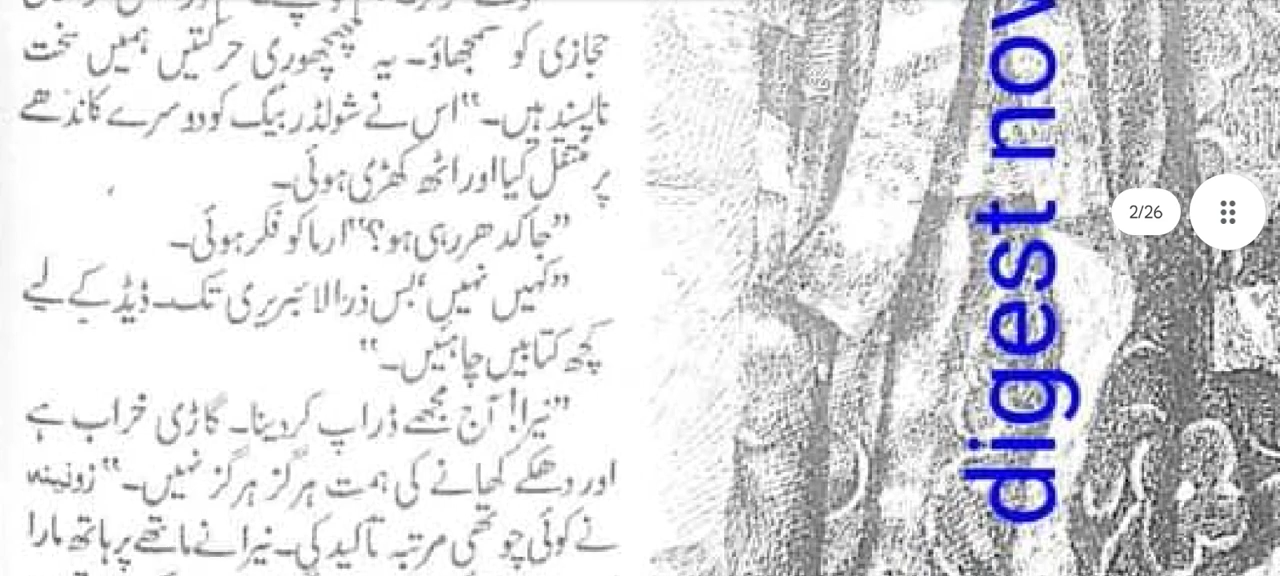 حجازی کو سمجھاؤ۔ یہ چھچھوری حرکتیں ہمیں سخت
ناپسند ہیں۔“ اس نے شولڈر بیگ کو دوسرے کاندھے
پر منتقل کیا اور اٹھ کھڑی ہوئی۔
”جا کدھر رہی ہو؟“ ارما کو فکر ہوئی۔
”کہیں نہیں، بس ذرا لائبریری تک۔ ڈیڈ کے لیے
کچھ کتابیں چاہئیں۔“
”نیرا! آج مجھے ڈراپ کر دینا۔ گاڑی خراب ہے
اور دھکے کھانے کی ہمت ہرگز ہرگز نہیں۔“ زونینہ
نے کوئی چوتھی مرتبہ تاکید کی۔ نیرا نے ماتھے پر ہاتھ مارا
digest nov
2/26